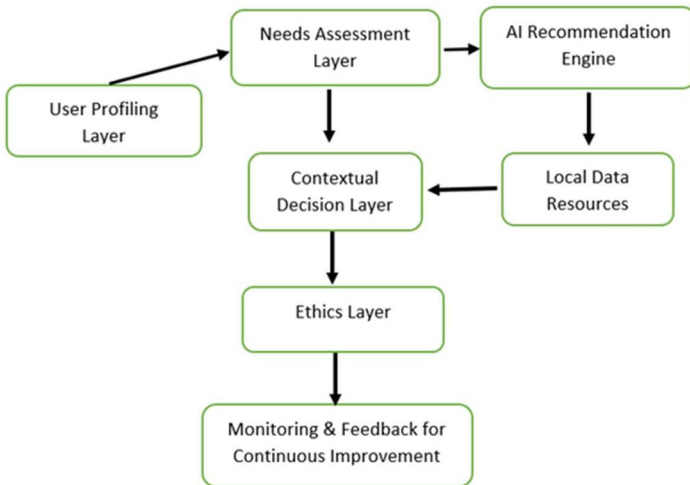 Needs Assessment
Layer
AI Recommendation
Engine
User Profiling
Layer
Contextual
Decision Layer
Local Data
Resources
Ethics Layer
Monitoring & Feedback for
Continuous Improvement